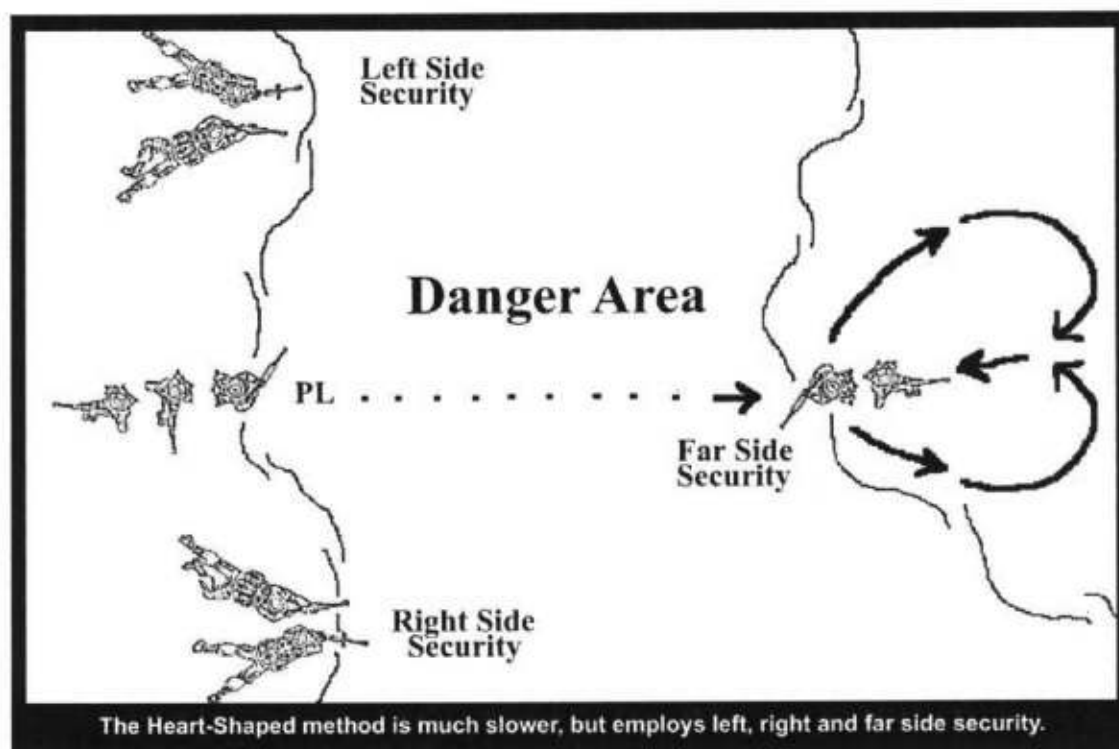 Left Side
Security
Danger Area
PL
Far Side
Security
Right Side
Security
The Heart-Shaped method is much slower, but employs left, right and far side security.